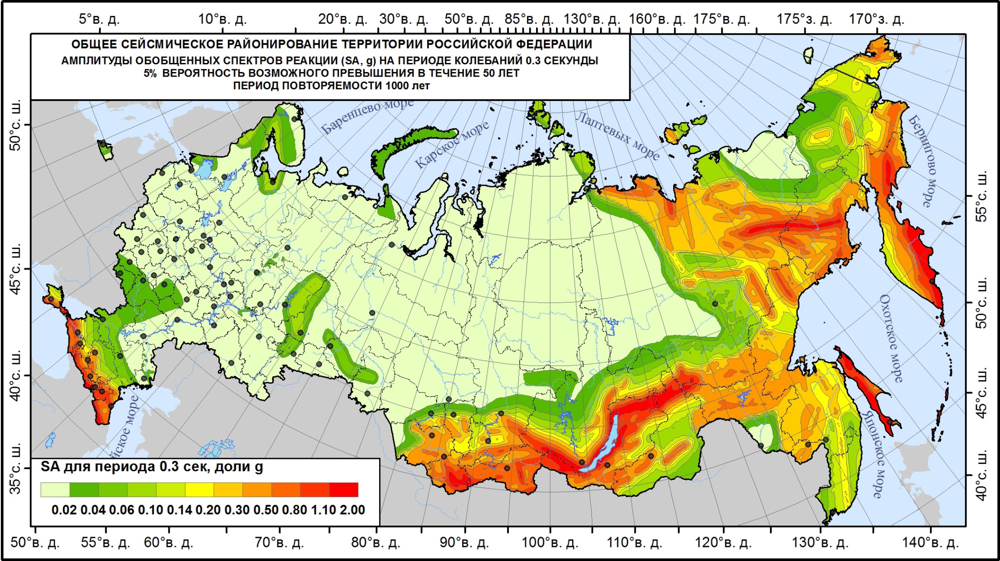 5°в. д. 10°в. д. 20°в. д. 30°в. д. 50°в. д. 85°в. д. 130°в. д. 160°в. д. 175°в. д. 175°з. д. 170°з. д.
ОБЩЕЕ СЕЙСМИЧЕСКОЕ РАЙОНИРОВАНИЕ ТЕРРИТОРИИ РОССИЙСКОЙ ФЕДЕРАЦИИ
АМПЛИТУДЫ ОБОБЩЕННЫХ СПЕКТРОВ РЕАКЦИИ (SA, g) НА ПЕРИОДЕ КОЛЕБАНИЙ 0.3 СЕКУНДЫ
5% ВЕРОЯТНОСТЬ ВОЗМОЖНОГО ПРЕВЫШЕНИЯ В ТЕЧЕНИЕ 50 ЛЕТ
ПЕРИОД ПОВТОРЯЕМОСТИ 1000 лет
50°с. ш.
45°с. ш.
40°с. ш.
35°с. ш.
Баренцево море
Карское море
Лаптевых море
Берингово море
Охотское море
Японское море
йское море
55°с. ш.
50°с. ш.
45°с. ш.
40°с. ш.
SA для периода 0.3 сек, доли g
0.02 0.04 0.06 0.10 0.14 0.20 0.30 0.50 0.80 1.10 2.00
50°в. д. 55°в. д. 60°в. д. 70°в. д. 80°в. д. 90°в. д. 100°в. д. 110°в. д. 120°в. д. 130°в. д. 140°в. д.